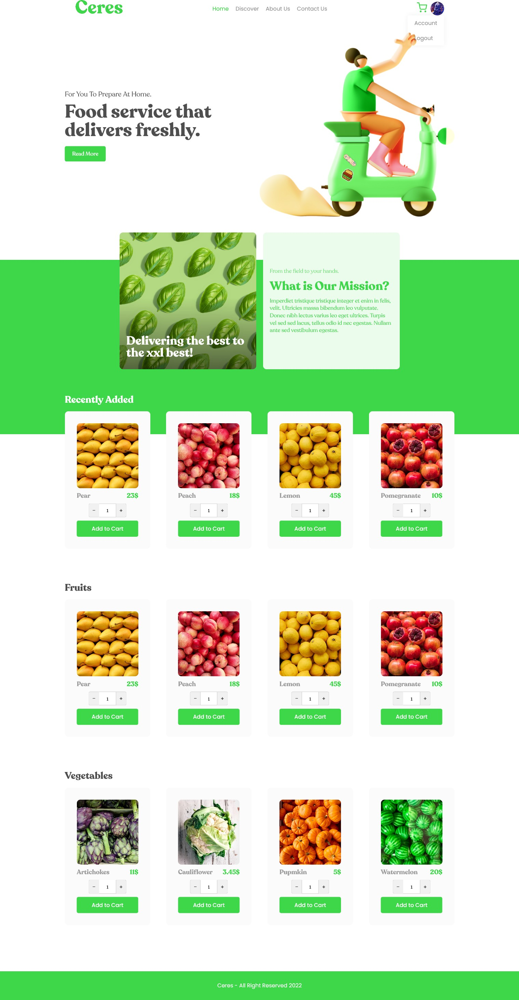 Ceres
Home Discover About Us Contact Us
Account
Logout
For You To Prepare At Home.
Food service that
delivers freshly.
Read More
Delivering the best to
the xxl best!
From the field to your hands.
What is Our Mission?
Imperdiet tristique tristique integer et enim in felis,
velit. Ultricies massa bibendum leo vulputate.
Donec nibh lectus varius leo eget ultrices. Turpis
vel sed sed lacus, tellus odio id nec egestas. Nullam
ante sed vestibulum egestas.
Recently Added
Pear 23$
- 1 +
Add to Cart
Peach 18$
- 1 +
Add to Cart
Lemon 45$
- 1 +
Add to Cart
Pomegranate 10$
- 1 +
Add to Cart
Fruits
Pear 23$
- 1 +
Add to Cart
Peach 18$
- 1 +
Add to Cart
Lemon 45$
- 1 +
Add to Cart
Pomegranate 10$
- 1 +
Add to Cart
Vegetables
Artichokes 11$
- 1 +
Add to Cart
Cauliflower 3.45$
- 1 +
Add to Cart
Pupmkin 5$
- 1 +
Add to Cart
Watermelon 20$
- 1 +
Add to Cart
Ceres - All Right Reserved 2022